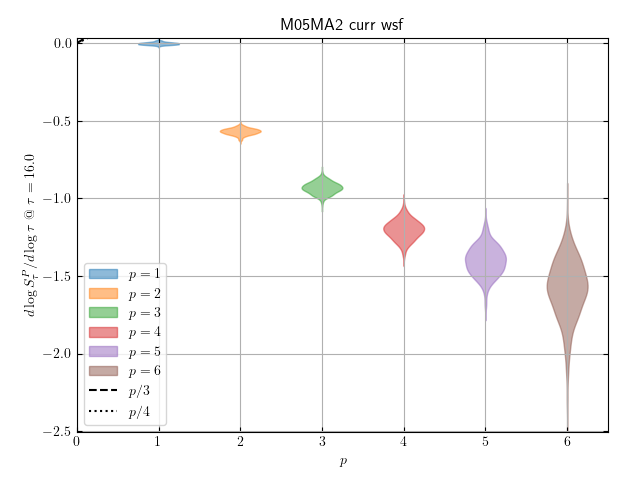 M05MA2 curr wsf
d log S_τ^P / d log τ @ τ = 16.0
0.0
−0.5
−1.0
−1.5
−2.0
−2.5
p = 1
p = 2
p = 3
p = 4
p = 5
p = 6
p/3
p/4
0 1 2 3 4 5 6
p